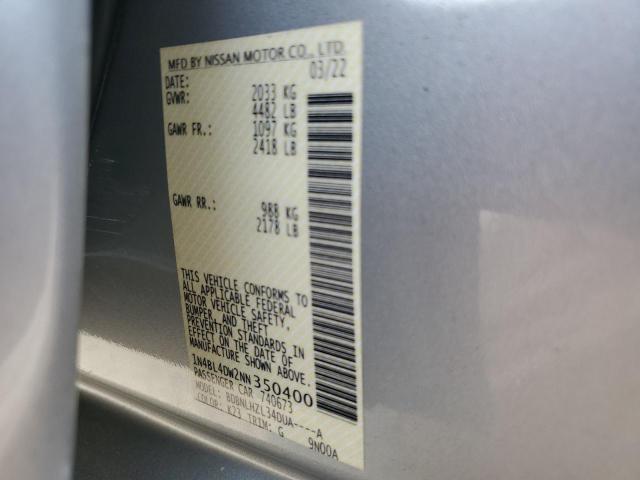 MFD BY NISSAN MOTOR CO., LTD.
DATE: 03/22
GVWR: 2033 KG
4482 LB
GAWR FR.: 1097 KG
2418 LB
GAWR RR.: 988 KG
2178 LB
THIS VEHICLE CONFORMS TO
ALL APPLICABLE FEDERAL
MOTOR VEHICLE SAFETY,
BUMPER, AND THEFT
PREVENTION STANDARDS IN
EFFECT ON THE DATE OF
MANUFACTURE SHOWN ABOVE.
1N4BL4DW2NN350400
PASSENGER CAR 740673
MODEL: BDBNLHZL34DUA----A
COLOR: K23 TRIM: G 9N00A